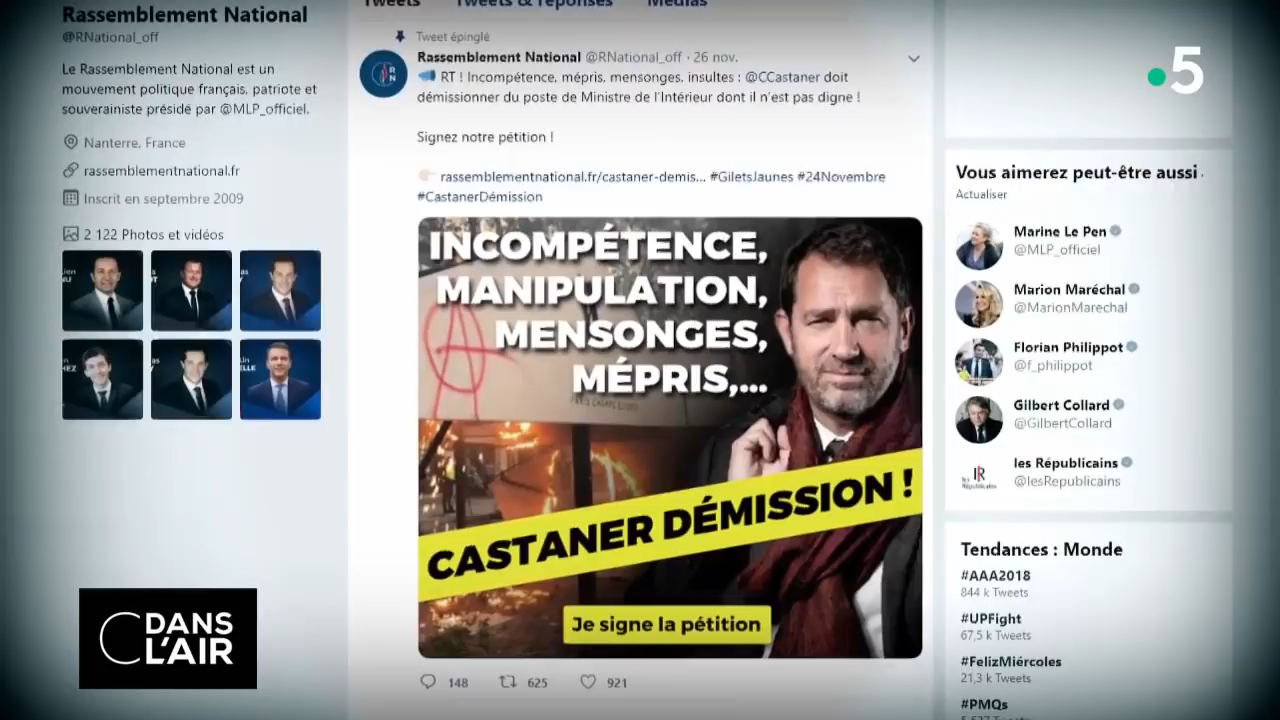 Rassemblement National
@RNational_off
Le Rassemblement National est un
mouvement politique français, patriote et
souverainiste présidé par @MLP_officiel.
Nanterre, France
rassemblementnational.fr
Inscrit en septembre 2009
2 122 Photos et vidéos
Tweets Tweets & réponses Médias
Tweet épinglé
Rassemblement National @RNational_off · 26 nov.
RT ! Incompétence, mépris, mensonges, insultes : @CCastaner doit
démissionner du poste de Ministre de l'Intérieur dont il n'est pas digne !
Signez notre pétition !
rassemblementnational.fr/castaner-demis... #GiletsJaunes #24Novembre
#CastanerDémission
INCOMPÉTENCE,
MANIPULATION,
MENSONGES,
MÉPRIS,...
CASTANER DÉMISSION !
Je signe la pétition
148 625 921
5
Vous aimerez peut-être aussi
Actualiser
Marine Le Pen
@MLP_officiel
Marion Maréchal
@MarionMarechal
Florian Philippot
@f_philippot
Gilbert Collard
@GilbertCollard
les Républicains
@lesRepublicains
Tendances : Monde
#AAA2018
844 k Tweets
#UPFight
67,5 k Tweets
#FelizMiércoles
21,3 k Tweets
#PMQs
C DANS
L'AIR